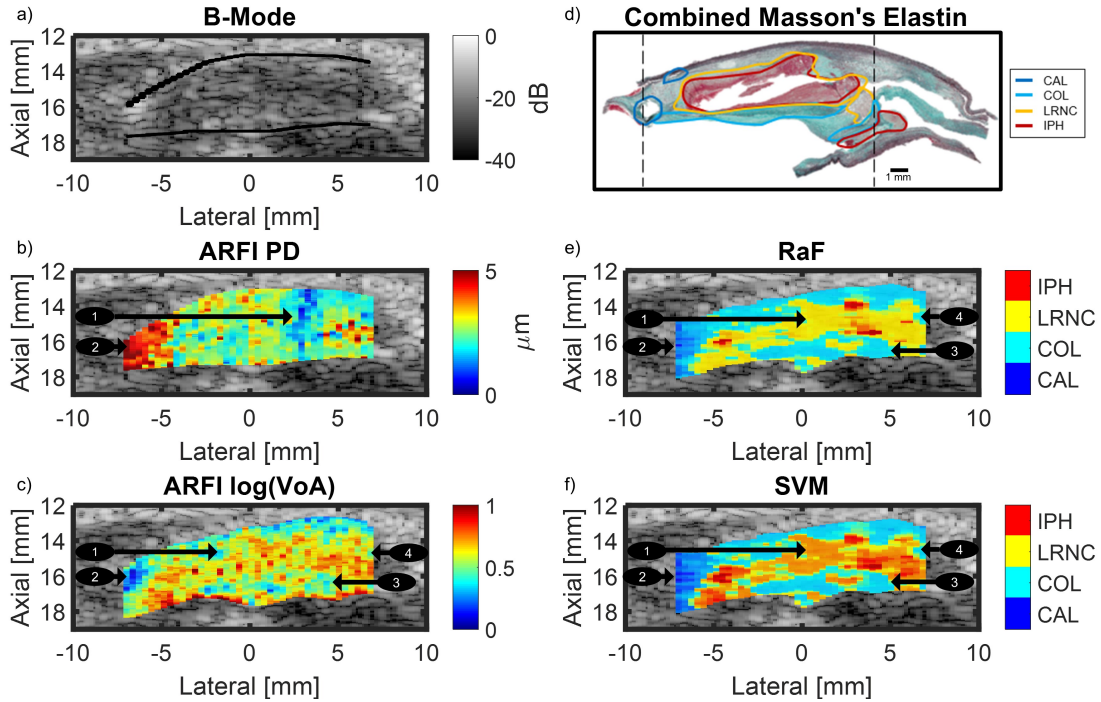 a)
B-Mode
Axial [mm]
12
14
16
18
-10
-5
0
5
10
Lateral [mm]
0
-20
-40
dB
d)
Combined Masson's Elastin
1 mm
CAL
COL
LRNC
IPH
b)
ARFI PD
Axial [mm]
12
14
16
18
1
2
-10
-5
0
5
10
Lateral [mm]
5
0
μm
e)
RaF
Axial [mm]
12
14
16
18
1
2
4
3
-10
-5
0
5
10
Lateral [mm]
IPH
LRNC
COL
CAL
c)
ARFI log(VoA)
Axial [mm]
12
14
16
18
1
2
4
3
-10
-5
0
5
10
Lateral [mm]
1
0
f)
SVM
Axial [mm]
12
14
16
18
1
2
4
3
-10
-5
0
5
10
Lateral [mm]
IPH
LRNC
COL
CAL